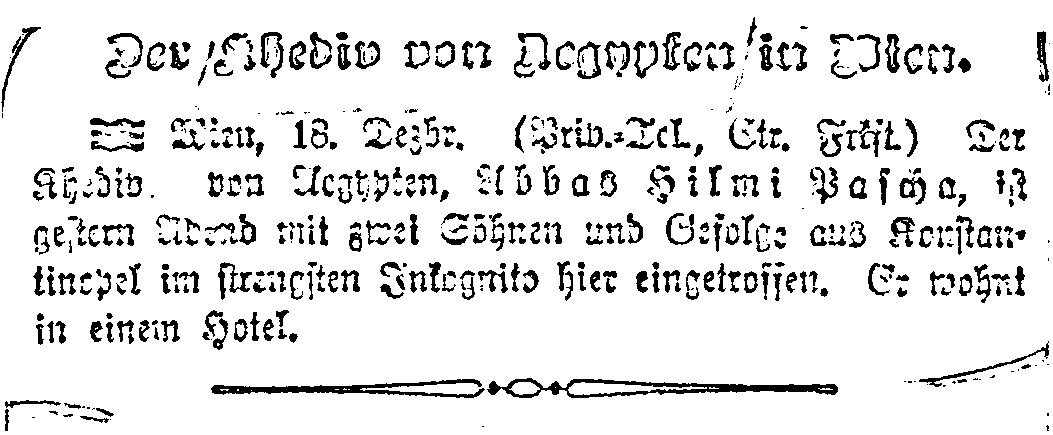 Der Khediv von Aegypten in Wien.
Wien, 18. Dezbr. (Priv.-Tel., Ctr. Frkft.) Der
Khediv von Aegypten, Abbas Hilmi Pascha, ist
gestern Abend mit zwei Söhnen und Gefolge aus Konstan-
tinopel im strengsten Inkognito hier eingetroffen. Er wohnt
in einem Hotel.